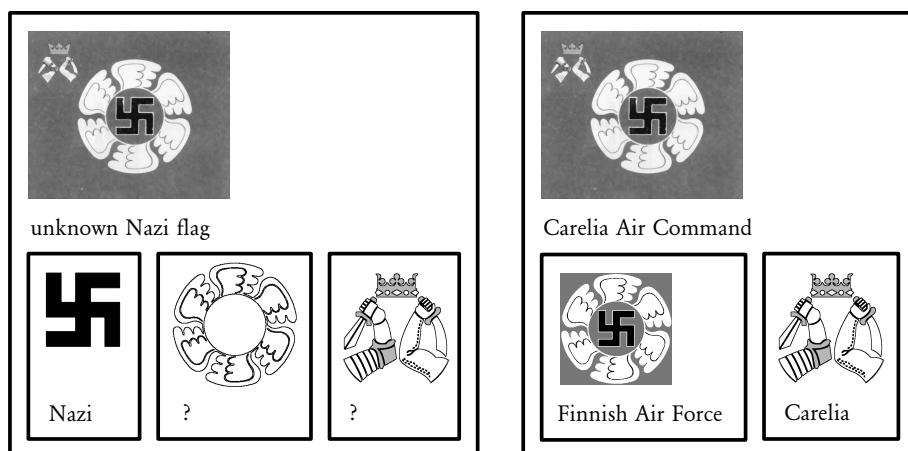 unknown Nazi flag
Nazi
?
?
Carelia Air Command
Finnish Air Force
Carelia